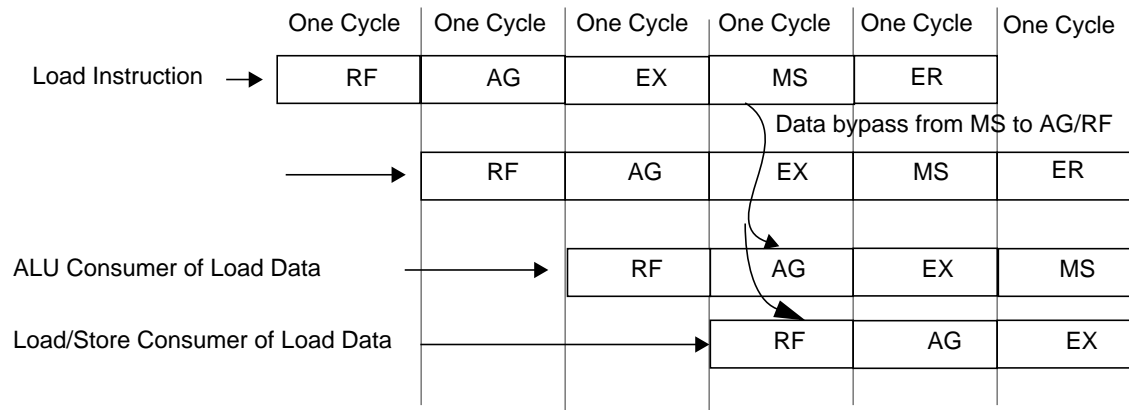 One Cycle One Cycle One Cycle One Cycle One Cycle One Cycle
Load Instruction RF AG EX MS ER
Data bypass from MS to AG/RF
RF AG EX MS ER
ALU Consumer of Load Data RF AG EX MS
Load/Store Consumer of Load Data RF AG EX